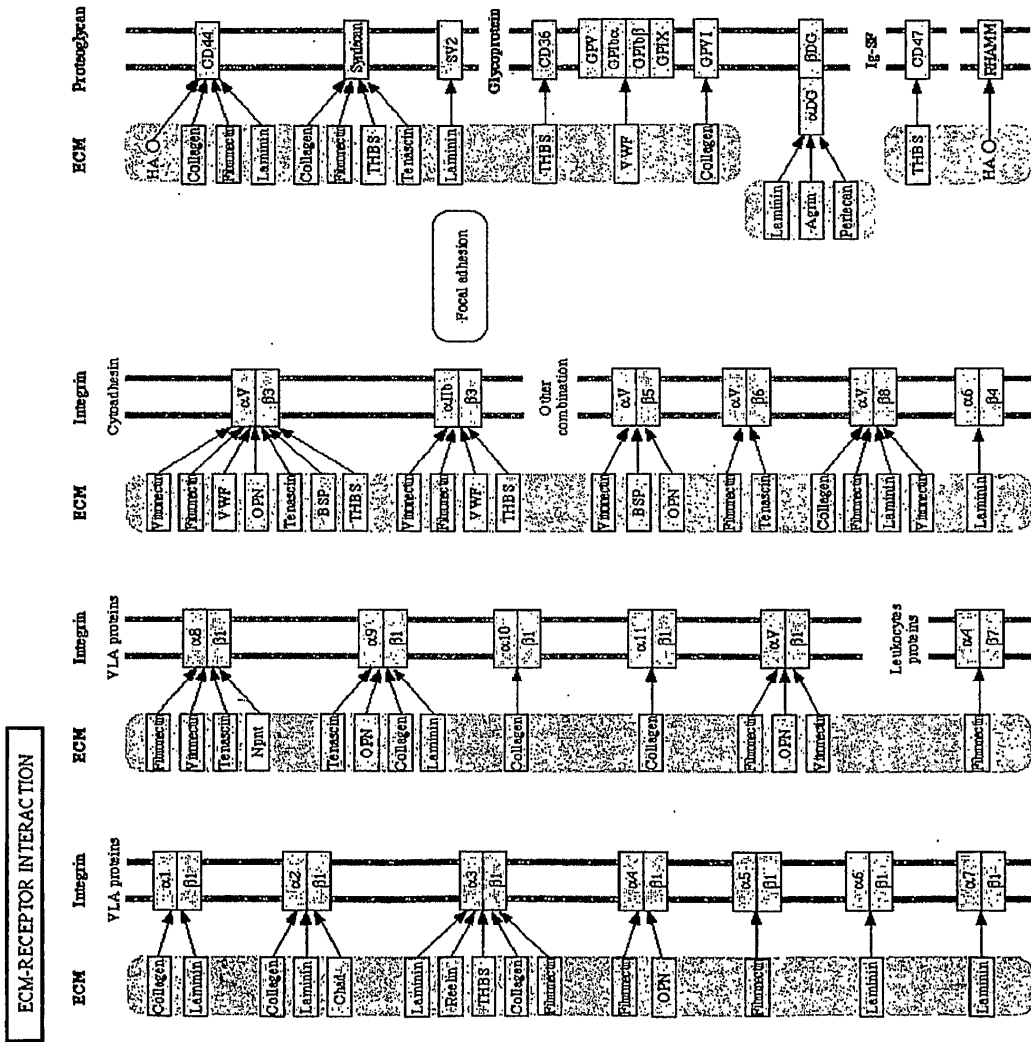 ECM-RECEPTOR INTERACTION
ECM
Integrin
VLA proteins
Collagen
Laminin
α1
β1
Collagen
Laminin
Chad
α2
β1
Laminin
Reelin
THBS
Collagen
Fibronectin
α3
β1
Fibronectin
OPN
α4
β1
Fibronectin
α5
β1
Laminin
α6
β1
Laminin
α7
β1
ECM
Integrin
VLA proteins
Fibronectin
Vitronectin
Tenascin
Npnt
α8
β1
Tenascin
OPN
Collagen
Laminin
α9
β1
Collagen
α10
β1
Collagen
α11
β1
Fibronectin
OPN
Vitronectin
αV
β1
Leukocytes
proteins
Fibronectin
α4
β7
ECM
Integrin
Cytoadhesin
Vitronectin
Fibronectin
VWF
OPN
Tenascin
BSP
THBS
αV
β3
Vitronectin
Fibronectin
VWF
THBS
αIIb
β3
Other
combination
Vitronectin
BSP
OPN
αV
β5
Fibronectin
Tenascin
αV
β6
Collagen
Fibronectin
Laminin
Vitronectin
αV
β8
Laminin
α6
β4
Focal adhesion
ECM
Proteoglycan
HA
Collagen
Fibronectin
Laminin
CD44
Collagen
Fibronectin
THBS
Tenascin
Syndecan
Laminin
SV2
Glycoprotein
THBS
CD36
VWF
GPV
GPIbα
GPIbβ
GPIX
Collagen
GPVI
Laminin
Agrin
Perlecan
αDG
βDG
Ig-SF
THBS
CD47
HA
RHAMM